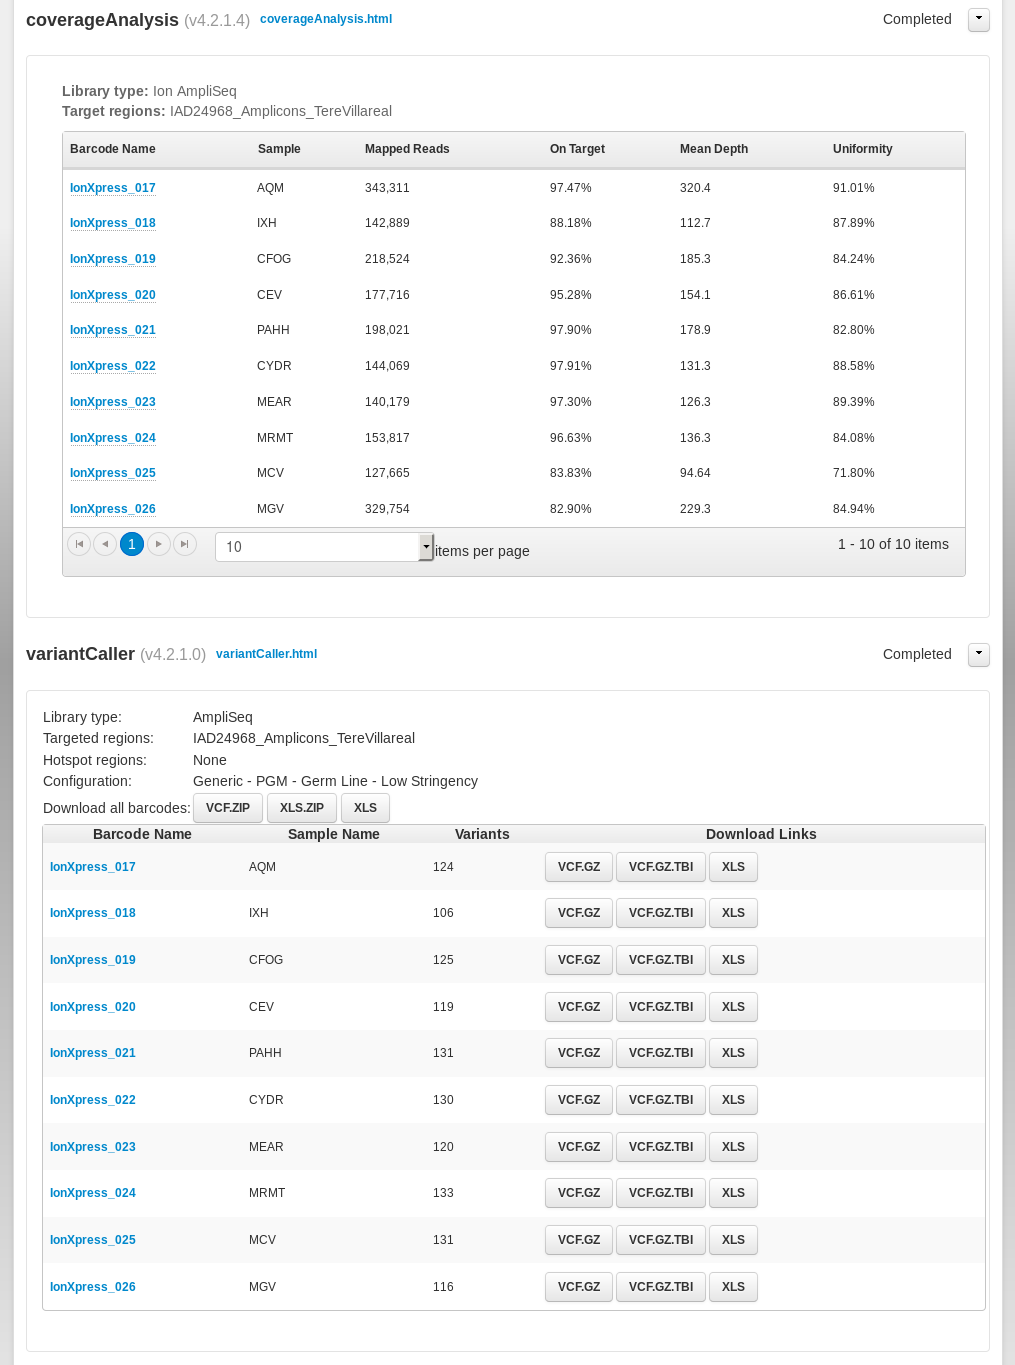 coverageAnalysis (v4.2.1.4) coverageAnalysis.html Completed
Library type: Ion AmpliSeq
Target regions: IAD24968_Amplicons_TereVillareal
Barcode Name Sample Mapped Reads On Target Mean Depth Uniformity
IonXpress_017 AQM 343,311 97.47% 320.4 91.01%
IonXpress_018 IXH 142,889 88.18% 112.7 87.89%
IonXpress_019 CFOG 218,524 92.36% 185.3 84.24%
IonXpress_020 CEV 177,716 95.28% 154.1 86.61%
IonXpress_021 PAHH 198,021 97.90% 178.9 82.80%
IonXpress_022 CYDR 144,069 97.91% 131.3 88.58%
IonXpress_023 MEAR 140,179 97.30% 126.3 89.39%
IonXpress_024 MRMT 153,817 96.63% 136.3 84.08%
IonXpress_025 MCV 127,665 83.83% 94.64 71.80%
IonXpress_026 MGV 329,754 82.90% 229.3 84.94%
1 10 items per page 1 - 10 of 10 items
variantCaller (v4.2.1.0) variantCaller.html Completed
Library type: AmpliSeq
Targeted regions: IAD24968_Amplicons_TereVillareal
Hotspot regions: None
Configuration: Generic - PGM - Germ Line - Low Stringency
Download all barcodes: VCF.ZIP XLS.ZIP XLS
Barcode Name Sample Name Variants Download Links
IonXpress_017 AQM 124 VCF.GZ VCF.GZ.TBI XLS
IonXpress_018 IXH 106 VCF.GZ VCF.GZ.TBI XLS
IonXpress_019 CFOG 125 VCF.GZ VCF.GZ.TBI XLS
IonXpress_020 CEV 119 VCF.GZ VCF.GZ.TBI XLS
IonXpress_021 PAHH 131 VCF.GZ VCF.GZ.TBI XLS
IonXpress_022 CYDR 130 VCF.GZ VCF.GZ.TBI XLS
IonXpress_023 MEAR 120 VCF.GZ VCF.GZ.TBI XLS
IonXpress_024 MRMT 133 VCF.GZ VCF.GZ.TBI XLS
IonXpress_025 MCV 131 VCF.GZ VCF.GZ.TBI XLS
IonXpress_026 MGV 116 VCF.GZ VCF.GZ.TBI XLS